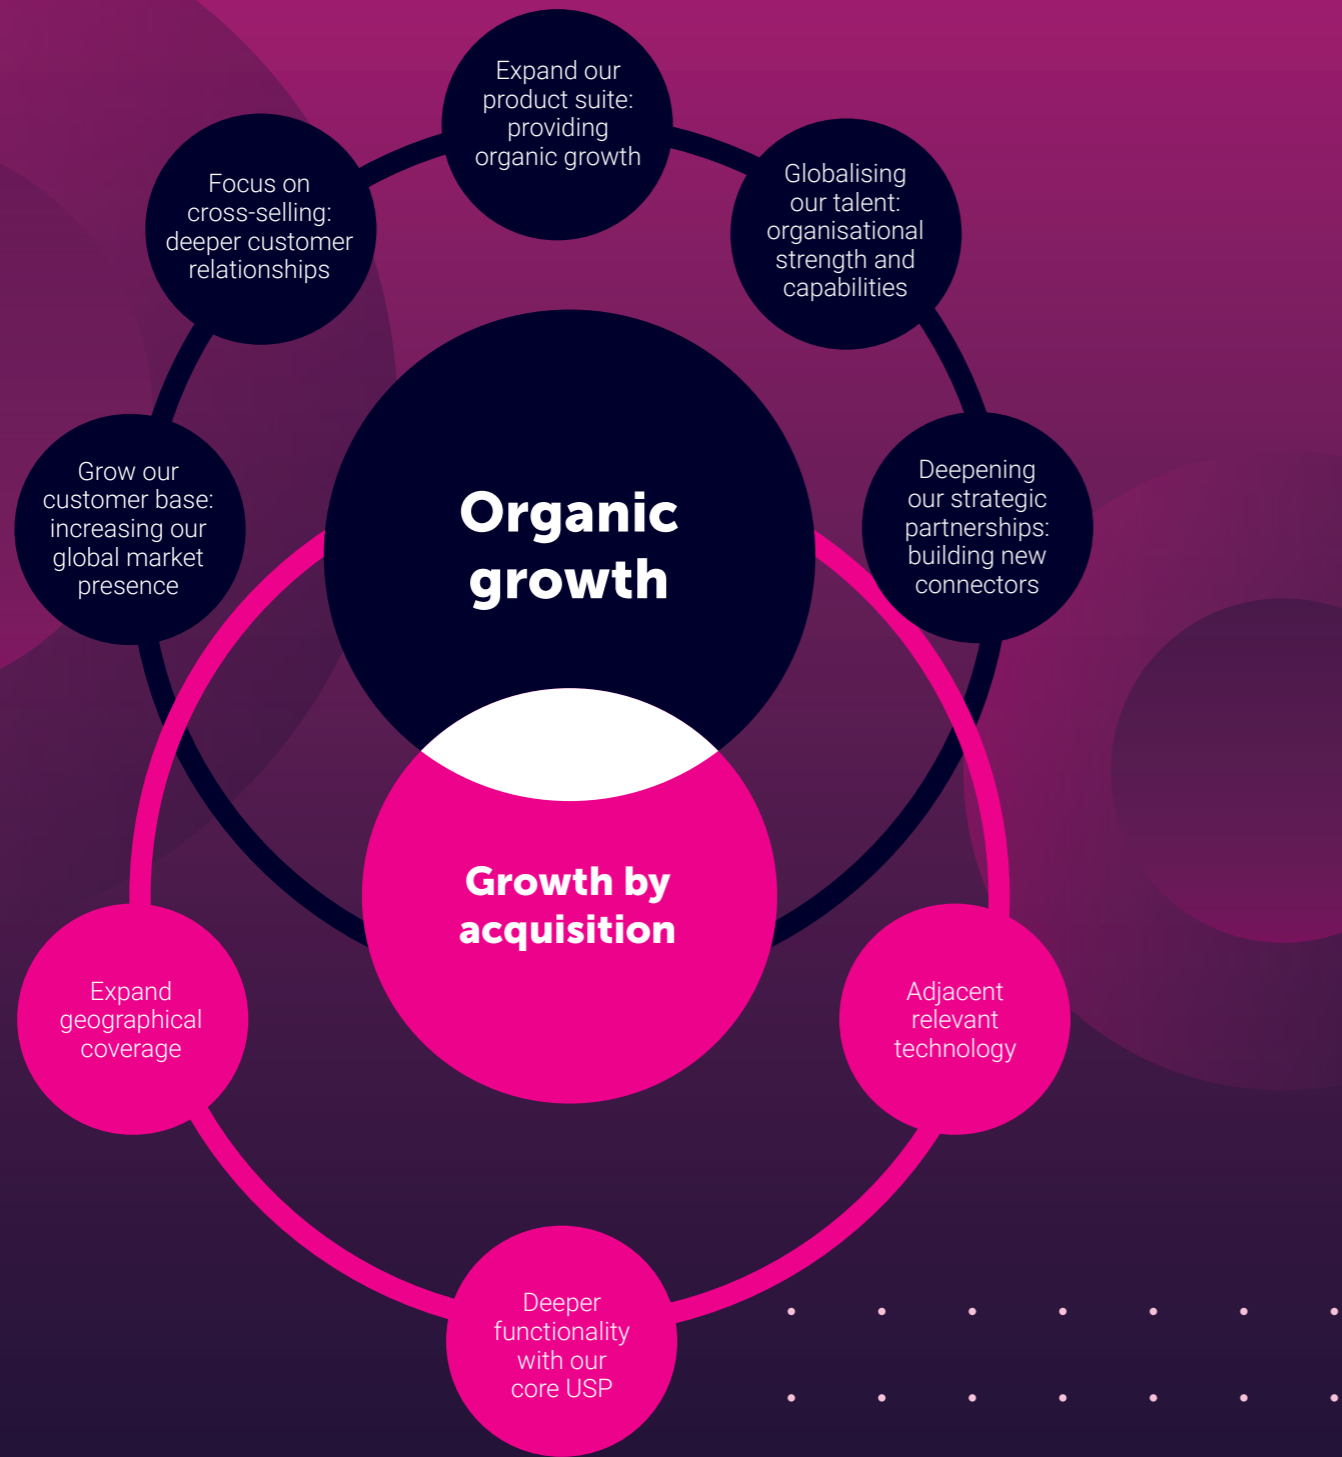 Expand our
product suite:
providing
organic growth
Focus on
cross-selling:
deeper customer
relationships
Globalising
our talent:
organisational
strength and
capabilities
Grow our
customer base:
increasing our
global market
presence
Organic
growth
Deepening
our strategic
partnerships:
building new
connectors
Growth by
acquisition
Expand
geographical
coverage
Adjacent
relevant
technology
Deeper
functionality
with our
core USP